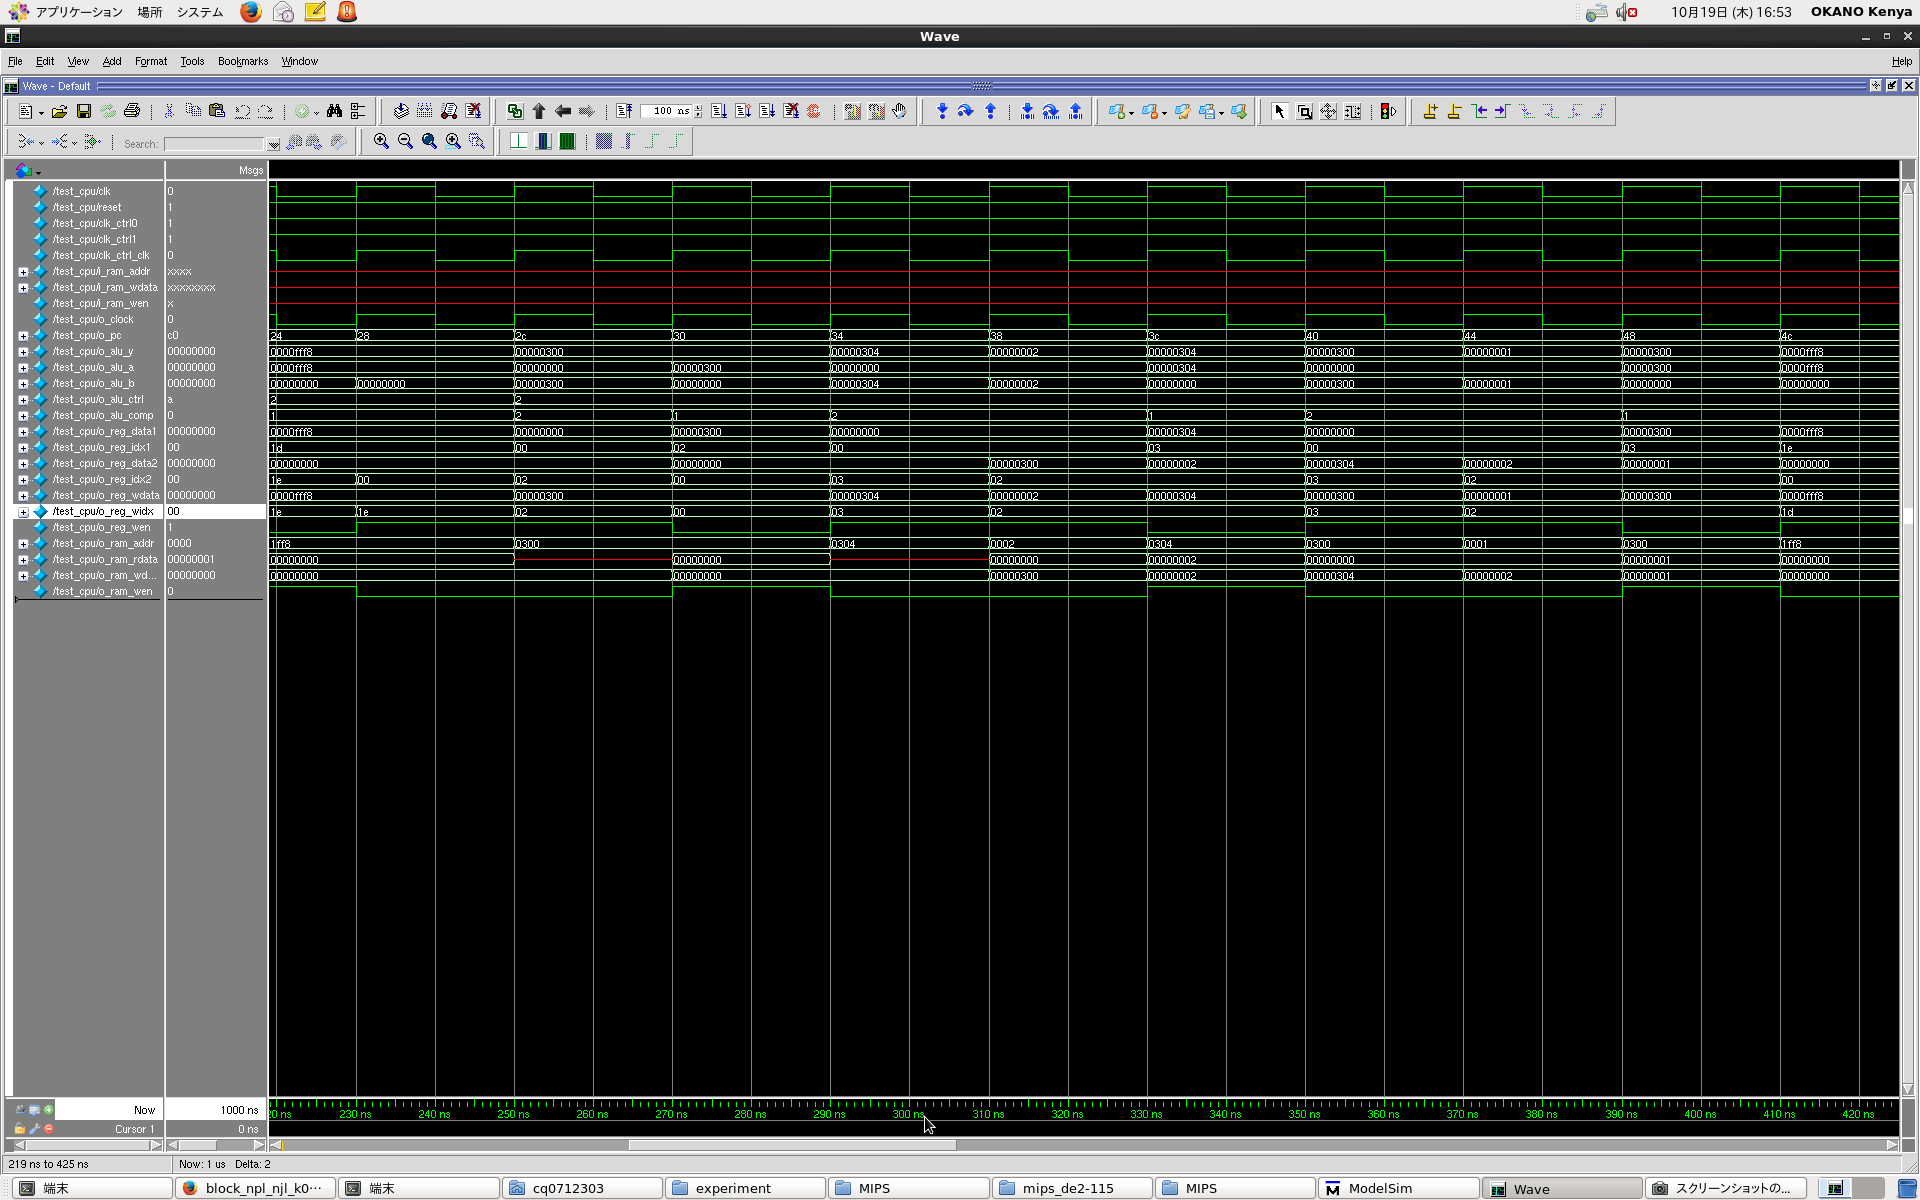 アプリケーション 場所 システム 10月19日 (木) 16:53 OKANO Kenya
Wave
File Edit View Add Format Tools Bookmarks Window Help
Wave - Default
100 ns
Search:
Msgs
/test_cpu/clk 0
/test_cpu/reset 1
/test_cpu/clk_ctrl0 1
/test_cpu/clk_ctrl1 1
/test_cpu/clk_ctrl_clk 0
/test_cpu/i_ram_addr xxxx
/test_cpu/i_ram_wdata xxxxxxxx
/test_cpu/i_ram_wen x
/test_cpu/o_clock 0
/test_cpu/o_pc c0 24 28 2c 30 34 38 3c 40 44 48 4c
/test_cpu/o_alu_y 00000000 0000fff8 00000300 00000304 00000002 00000304 00000300 00000001 00000300 0000fff8
/test_cpu/o_alu_a 00000000 0000fff8 00000000 00000300 00000000 00000304 00000000 00000300 0000fff8
/test_cpu/o_alu_b 00000000 00000000 00000000 00000300 00000000 00000304 00000002 00000000 00000300 00000001 00000000 00000000
/test_cpu/o_alu_ctrl a 2 2
/test_cpu/o_alu_comp 0 1 2 1 2 1 2 1
/test_cpu/o_reg_data1 00000000 0000fff8 00000000 00000300 00000000 00000304 00000000 00000300 0000fff8
/test_cpu/o_reg_idx1 00 1d 00 02 00 03 00 03 1e
/test_cpu/o_reg_data2 00000000 00000000 00000000 00000300 00000002 00000304 00000002 00000001 00000000
/test_cpu/o_reg_idx2 00 1e 00 02 00 03 02 03 02 00
/test_cpu/o_reg_wdata 00000000 0000fff8 00000300 00000304 00000002 00000304 00000300 00000001 00000300 0000fff8
/test_cpu/o_reg_widx 00 1e 1e 02 00 03 02 03 02 1d
/test_cpu/o_reg_wen 1
/test_cpu/o_ram_addr 0000 1ff8 0300 0304 0002 0304 0300 0001 0300 1ff8
/test_cpu/o_ram_rdata 00000001 00000000 00000000 00000000 00000002 00000000 00000001 00000000
/test_cpu/o_ram_wd... 00000000 00000000 00000000 00000300 00000002 00000304 00000002 00000001 00000000
/test_cpu/o_ram_wen 0
Now 1000 ns 20 ns 230 ns 240 ns 250 ns 260 ns 270 ns 280 ns 290 ns 300 ns 310 ns 320 ns 330 ns 340 ns 350 ns 360 ns 370 ns 380 ns 390 ns 400 ns 410 ns 420 ns
Cursor 1 0 ns
219 ns to 425 ns Now: 1 us Delta: 2
端末 block_npl_njl_k0… 端末 cq0712303 experiment MIPS mips_de2-115 MIPS ModelSim Wave スクリーンショットの…